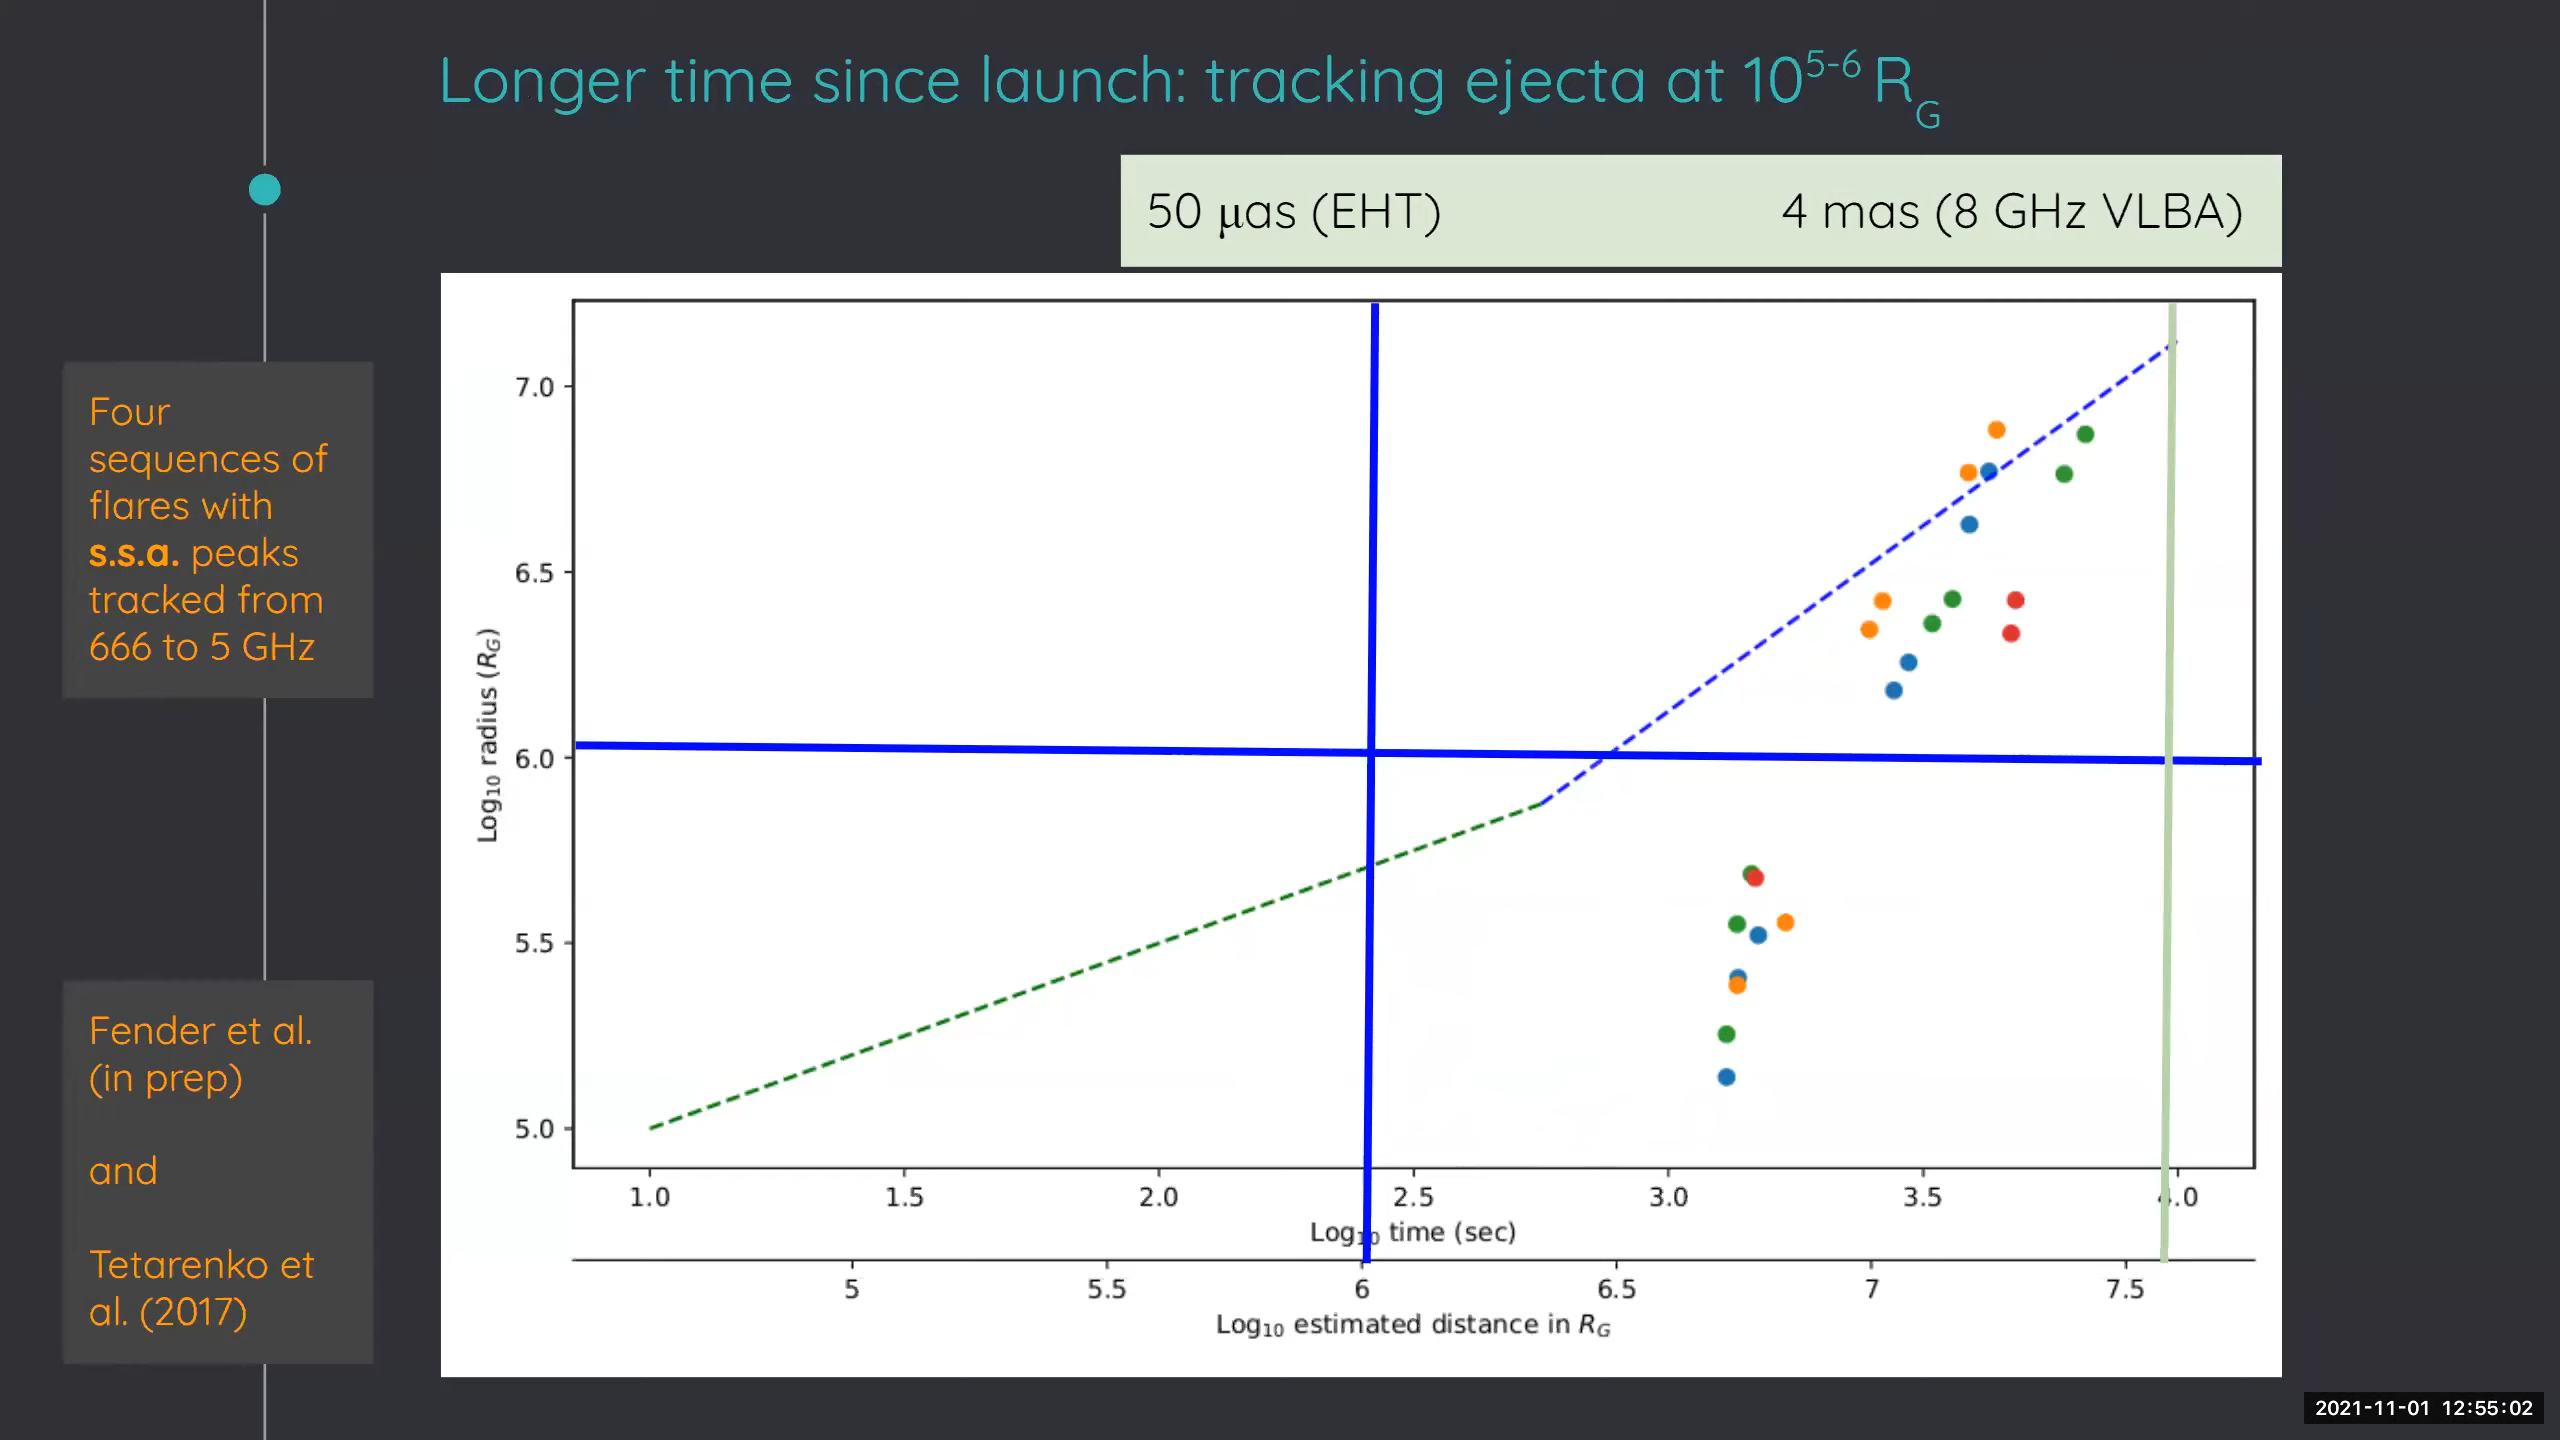 Longer time since launch: tracking ejecta at 10⁵⁻⁶ R_G
50 μas (EHT)
4 mas (8 GHz VLBA)
Four
sequences of
flares with
s.s.a. peaks
tracked from
666 to 5 GHz
Fender et al.
(in prep)
and
Tetarenko et
al. (2017)
Log₁₀ radius (R_G)
7.0
6.5
6.0
5.5
5.0
1.0 1.5 2.0 2.5 3.0 3.5 4.0
Log₁₀ time (sec)
5 5.5 6 6.5 7 7.5
Log₁₀ estimated distance in R_G
2021-11-01 12:55:02